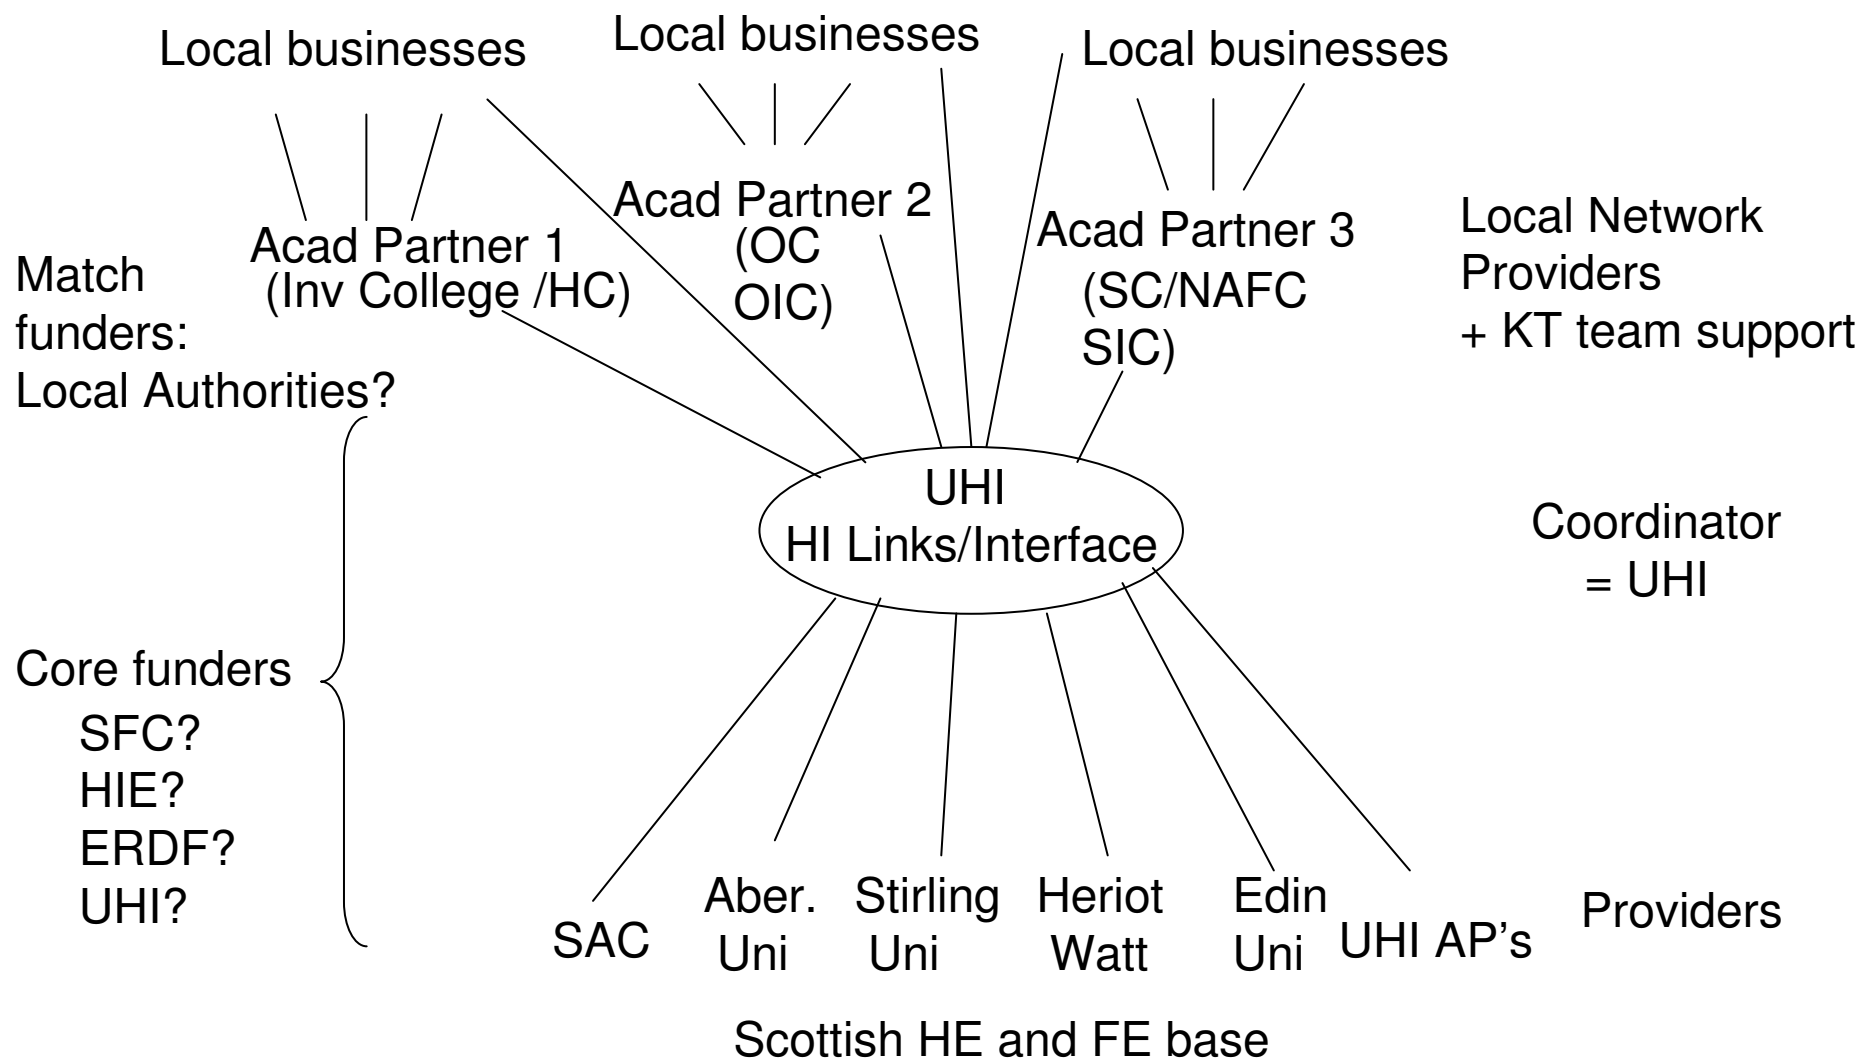 Local businesses
Local businesses
Local businesses
Acad Partner 1
(Inv College /HC)
Acad Partner 2
(OC
OIC)
Acad Partner 3
(SC/NAFC
SIC)
Local Network
Providers
+ KT team support
Match
funders:
Local Authorities?
UHI
HI Links/Interface
Coordinator
= UHI
Core funders
SFC?
HIE?
ERDF?
UHI?
SAC
Aber.
Uni
Stirling
Uni
Heriot
Watt
Edin
Uni
UHI AP’s
Providers
Scottish HE and FE base